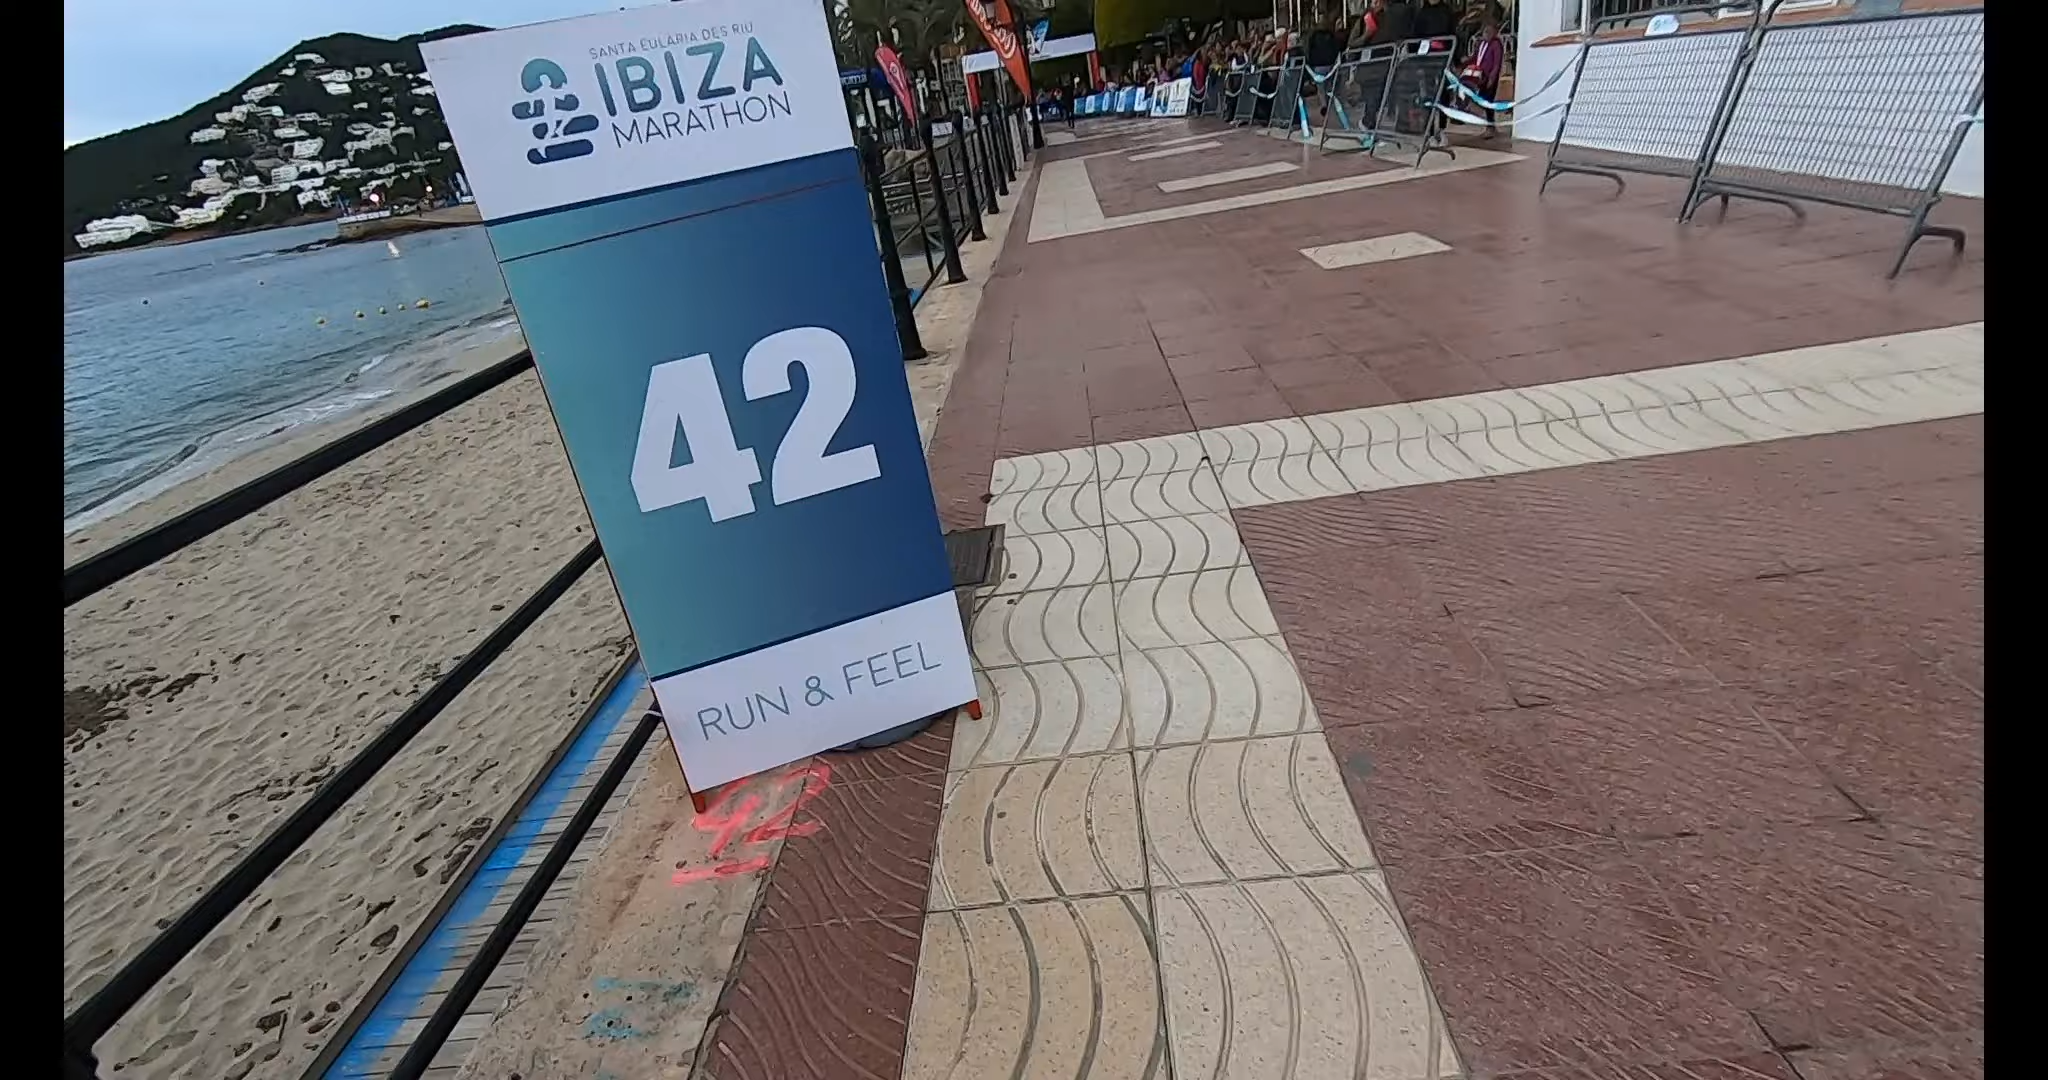 SANTA EULÀRIA DES RIU
IBIZA
MARATHON
42
RUN & FEEL
42